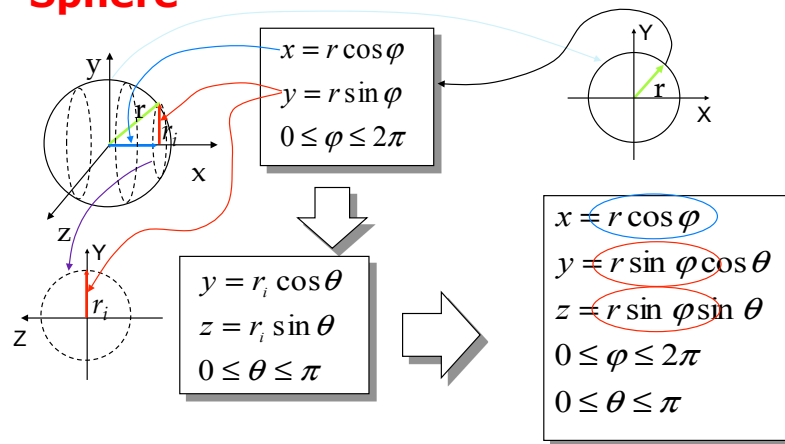 Sphere
y
r
r_i
x
z
x = r cos φ
y = r sin φ
0 ≤ φ ≤ 2π
Y
r
X
Y
r_i
Z
y = r_i cos θ
z = r_i sin θ
0 ≤ θ ≤ π
x = r cos φ
y = r sin φ cos θ
z = r sin φ sin θ
0 ≤ φ ≤ 2π
0 ≤ θ ≤ π